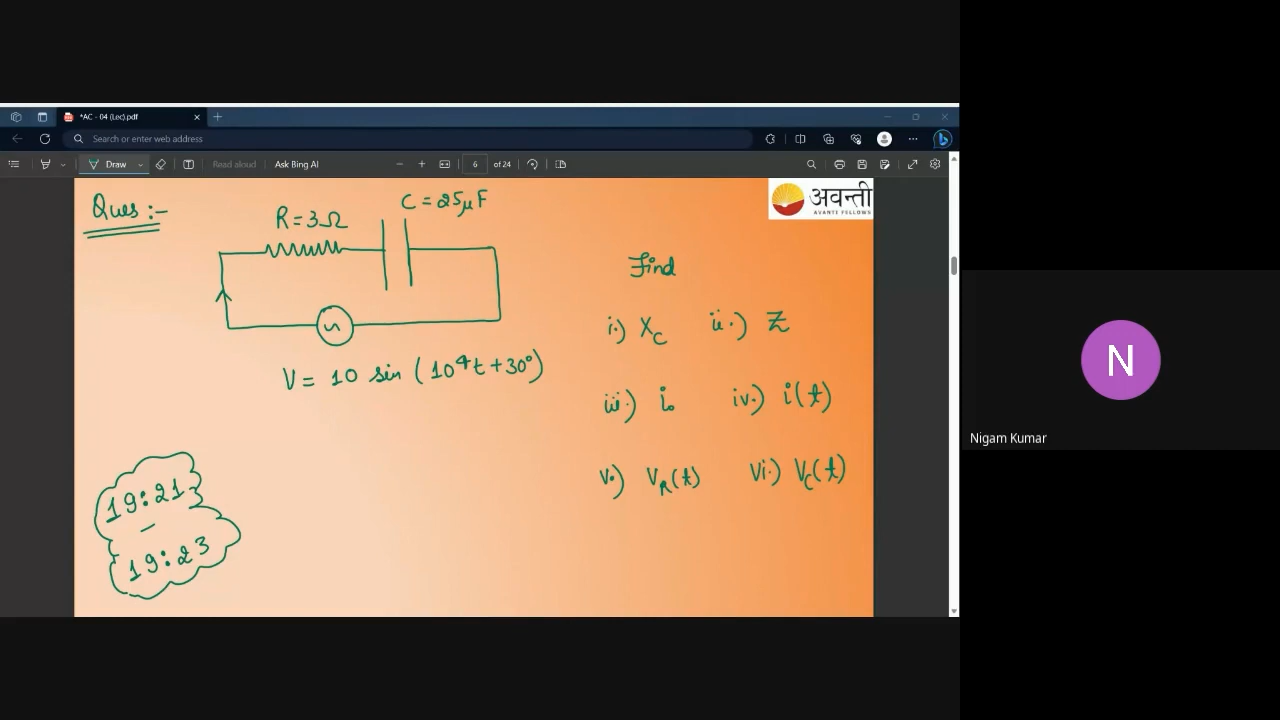 *AC - 04 (Lec).pdf
Search or enter web address
Draw
Read aloud
Ask Bing AI
6 of 24
Ques :-
R = 3Ω
C = 25μF
V = 10 sin (10⁴t + 30°)
अवन्ती
AVANTI FELLOWS
Find
i.) X_C ii.) Z
iii.) i₀ iv.) i(t)
v.) V_R(t) vi.) V_C(t)
19:21
–
19:23
N
Nigam Kumar